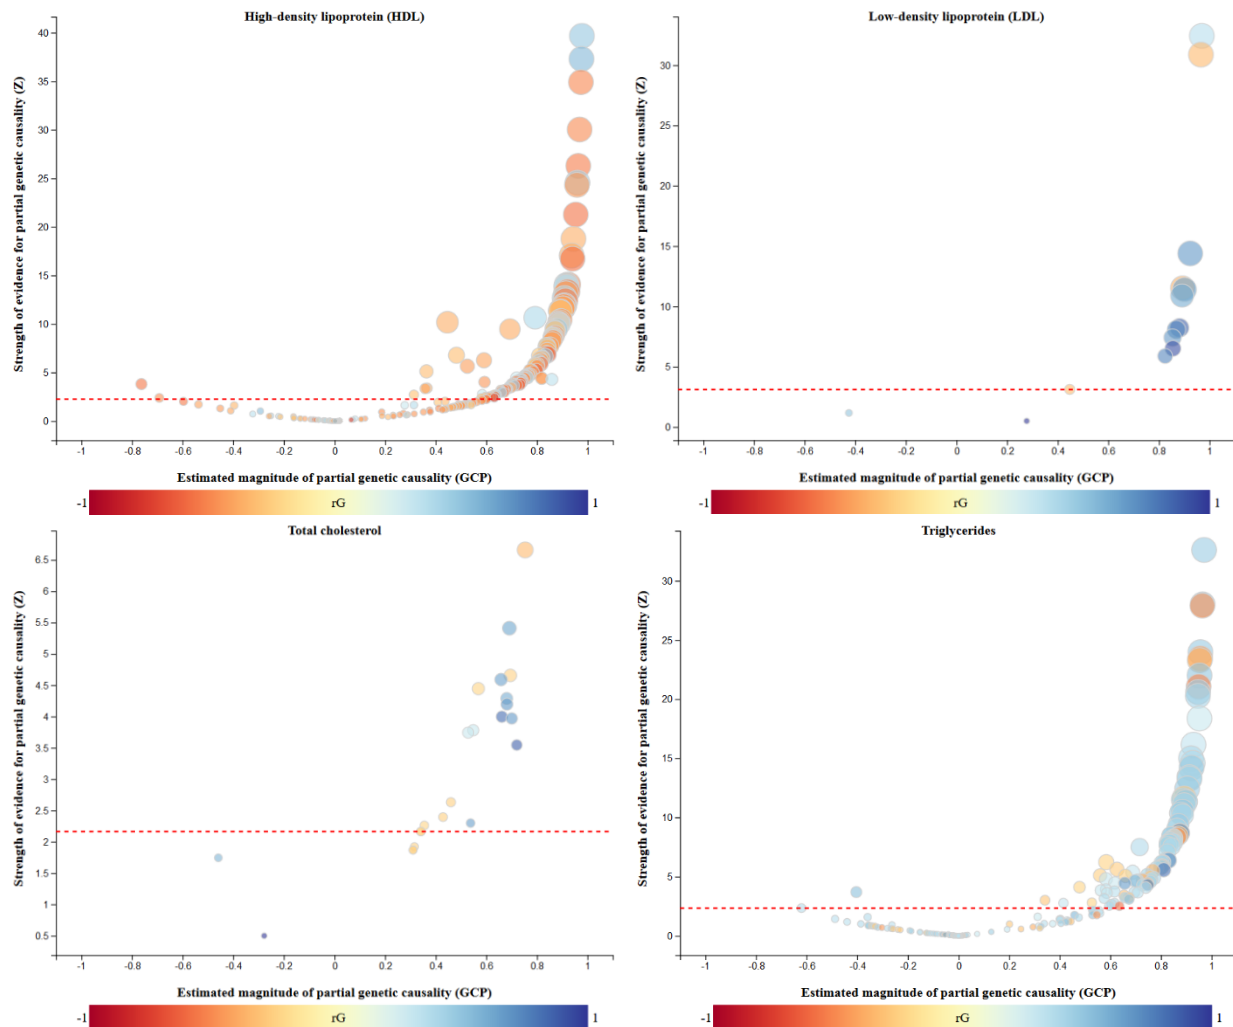 High-density lipoprotein (HDL)
Strength of evidence for partial genetic causality (Z)
40
35
30
25
20
15
10
5
0
-1 -0.8 -0.6 -0.4 -0.2 0 0.2 0.4 0.6 0.8 1
Estimated magnitude of partial genetic causality (GCP)
-1 rG 1
Low-density lipoprotein (LDL)
Strength of evidence for partial genetic causality (Z)
30
25
20
15
10
5
0
-1 -0.8 -0.6 -0.4 -0.2 0 0.2 0.4 0.6 0.8 1
Estimated magnitude of partial genetic causality (GCP)
-1 rG 1
Total cholesterol
Strength of evidence for partial genetic causality (Z)
6.5
6
5.5
5
4.5
4
3.5
3
2.5
2
1.5
1
0.5
-1 -0.8 -0.6 -0.4 -0.2 0 0.2 0.4 0.6 0.8 1
Estimated magnitude of partial genetic causality (GCP)
-1 rG 1
Triglycerides
Strength of evidence for partial genetic causality (Z)
30
25
20
15
10
5
0
-1 -0.8 -0.6 -0.4 -0.2 0 0.2 0.4 0.6 0.8 1
Estimated magnitude of partial genetic causality (GCP)
-1 rG 1